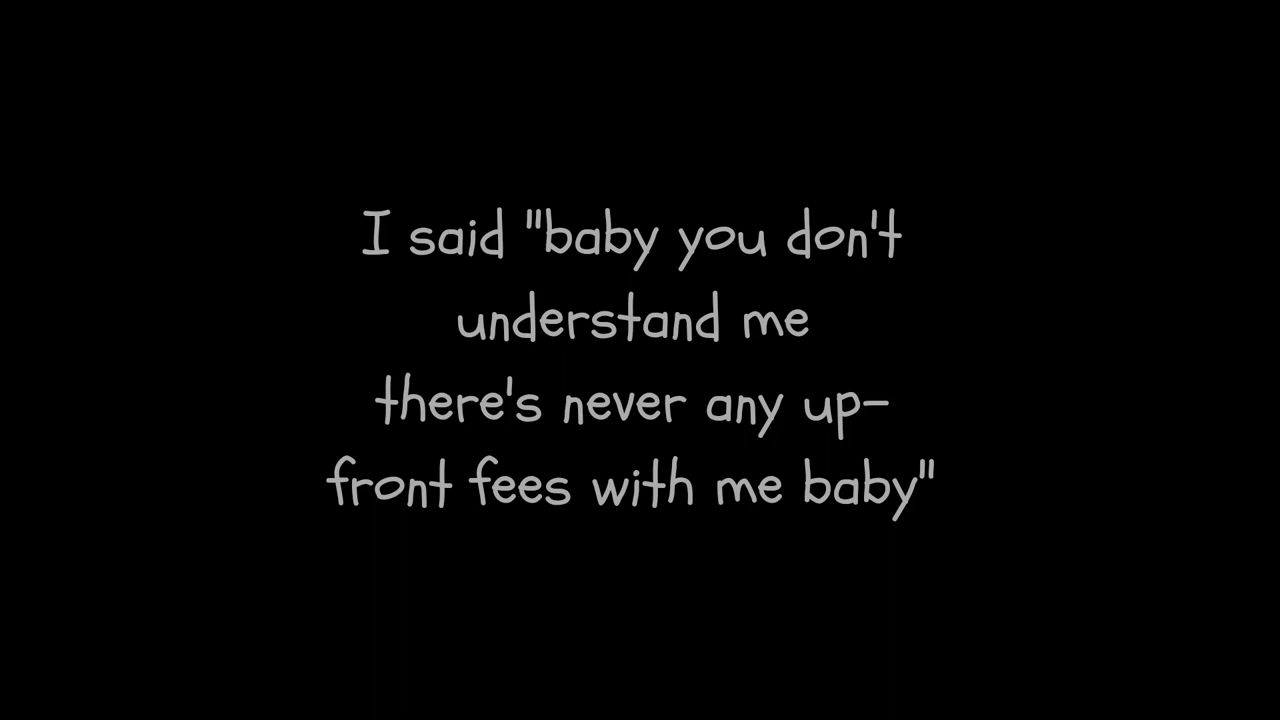 I said "baby you don't
understand me
there's never any up-
front fees with me baby"